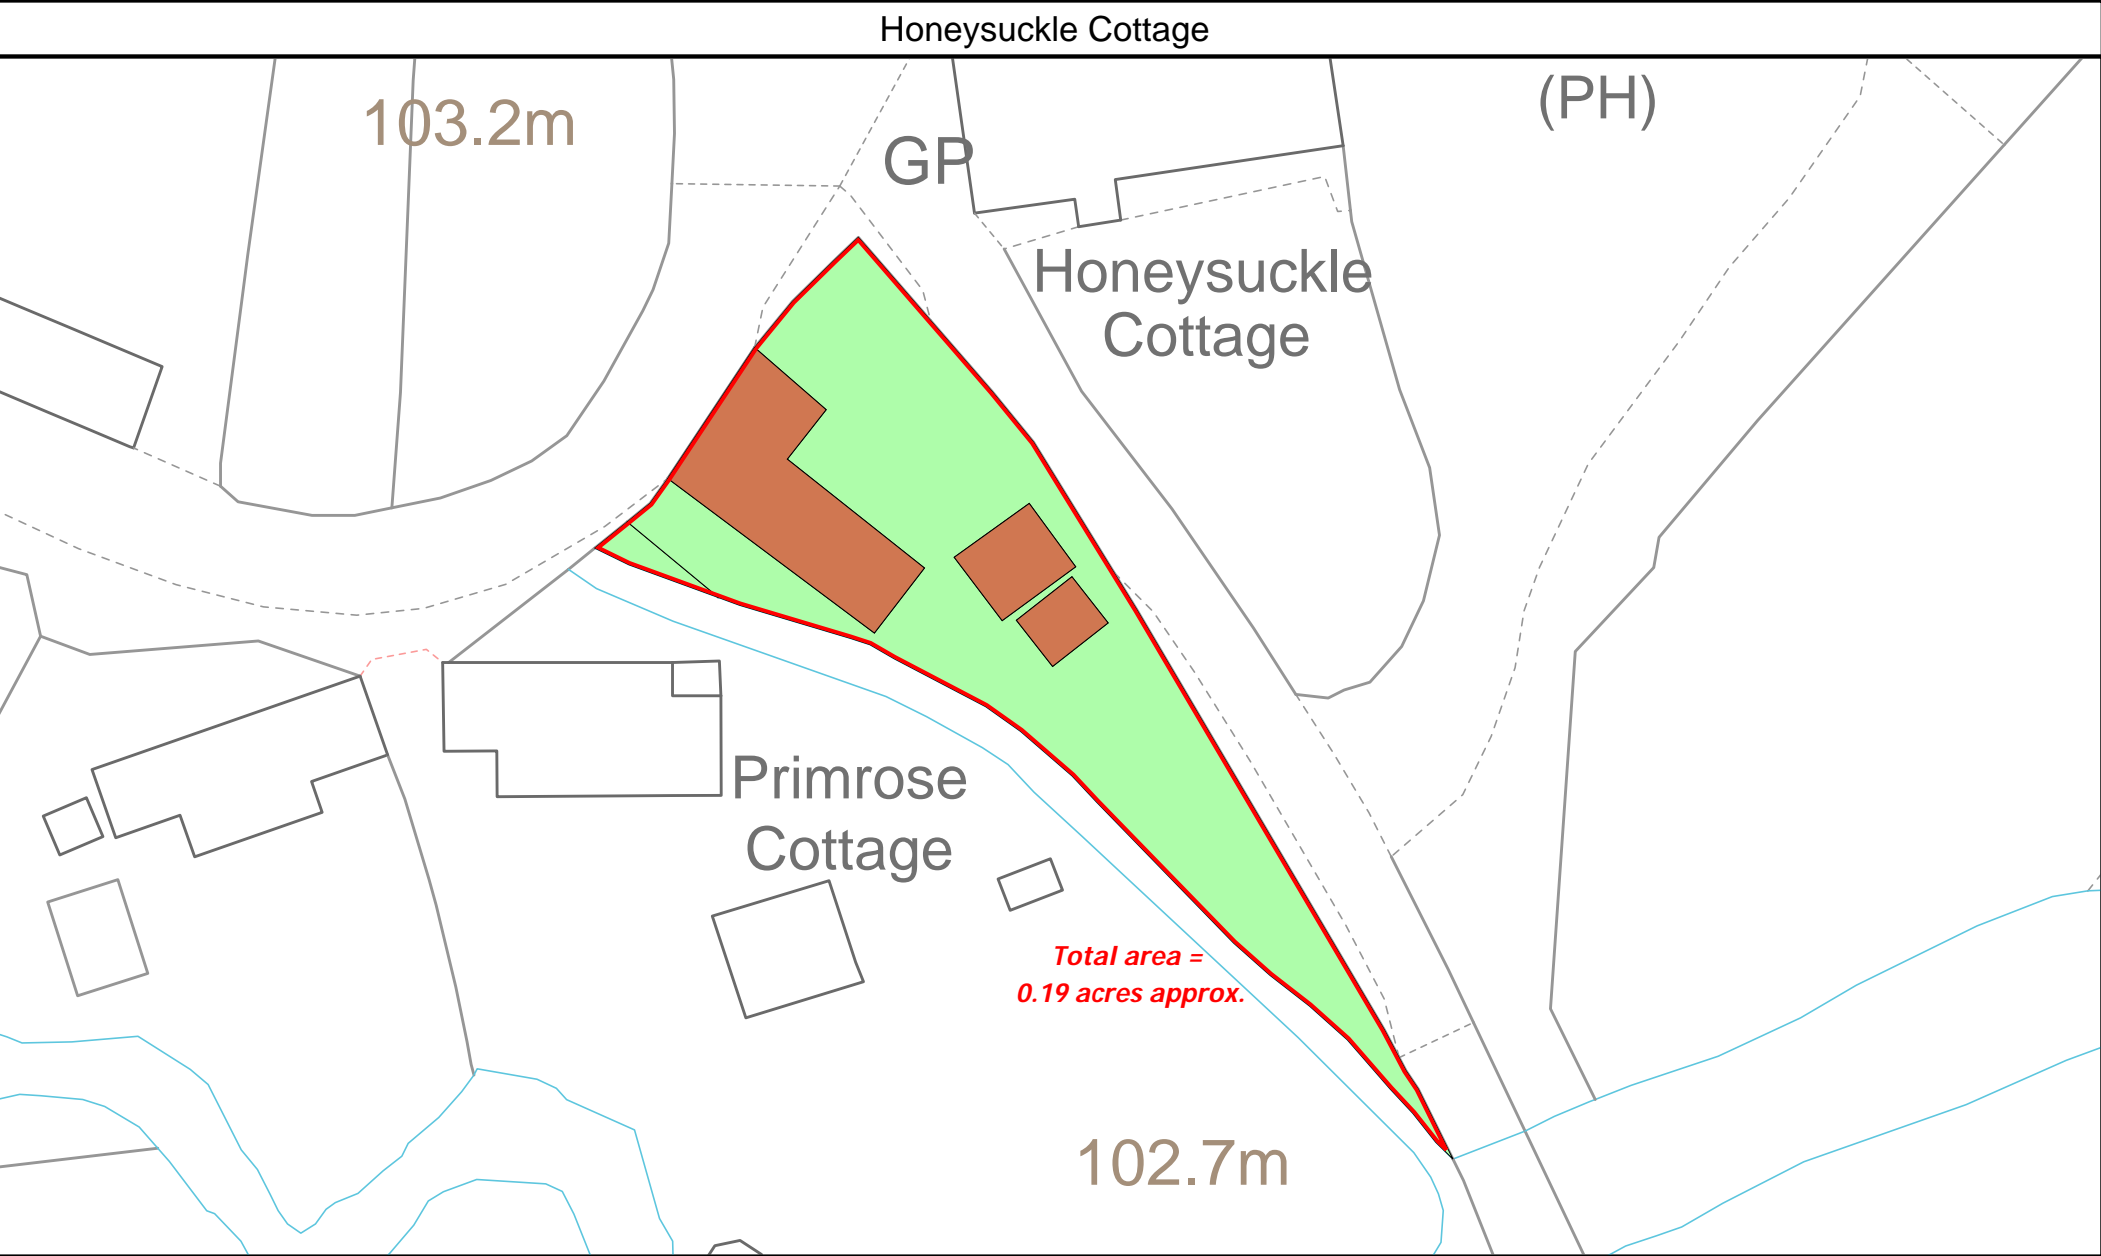 Honeysuckle Cottage
(PH)
103.2m
GP
Honeysuckle
Cottage
Primrose
Cottage
Total area =
0.19 acres approx.
102.7m